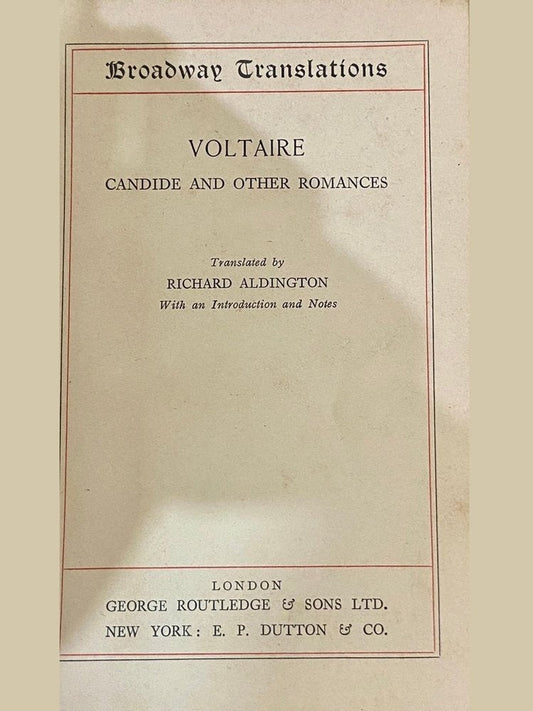 Broadway Translations
VOLTAIRE
CANDIDE AND OTHER ROMANCES
Translated by
RICHARD ALDINGTON
With an Introduction and Notes
LONDON
GEORGE ROUTLEDGE & SONS LTD.
NEW YORK: E. P. DUTTON & CO.